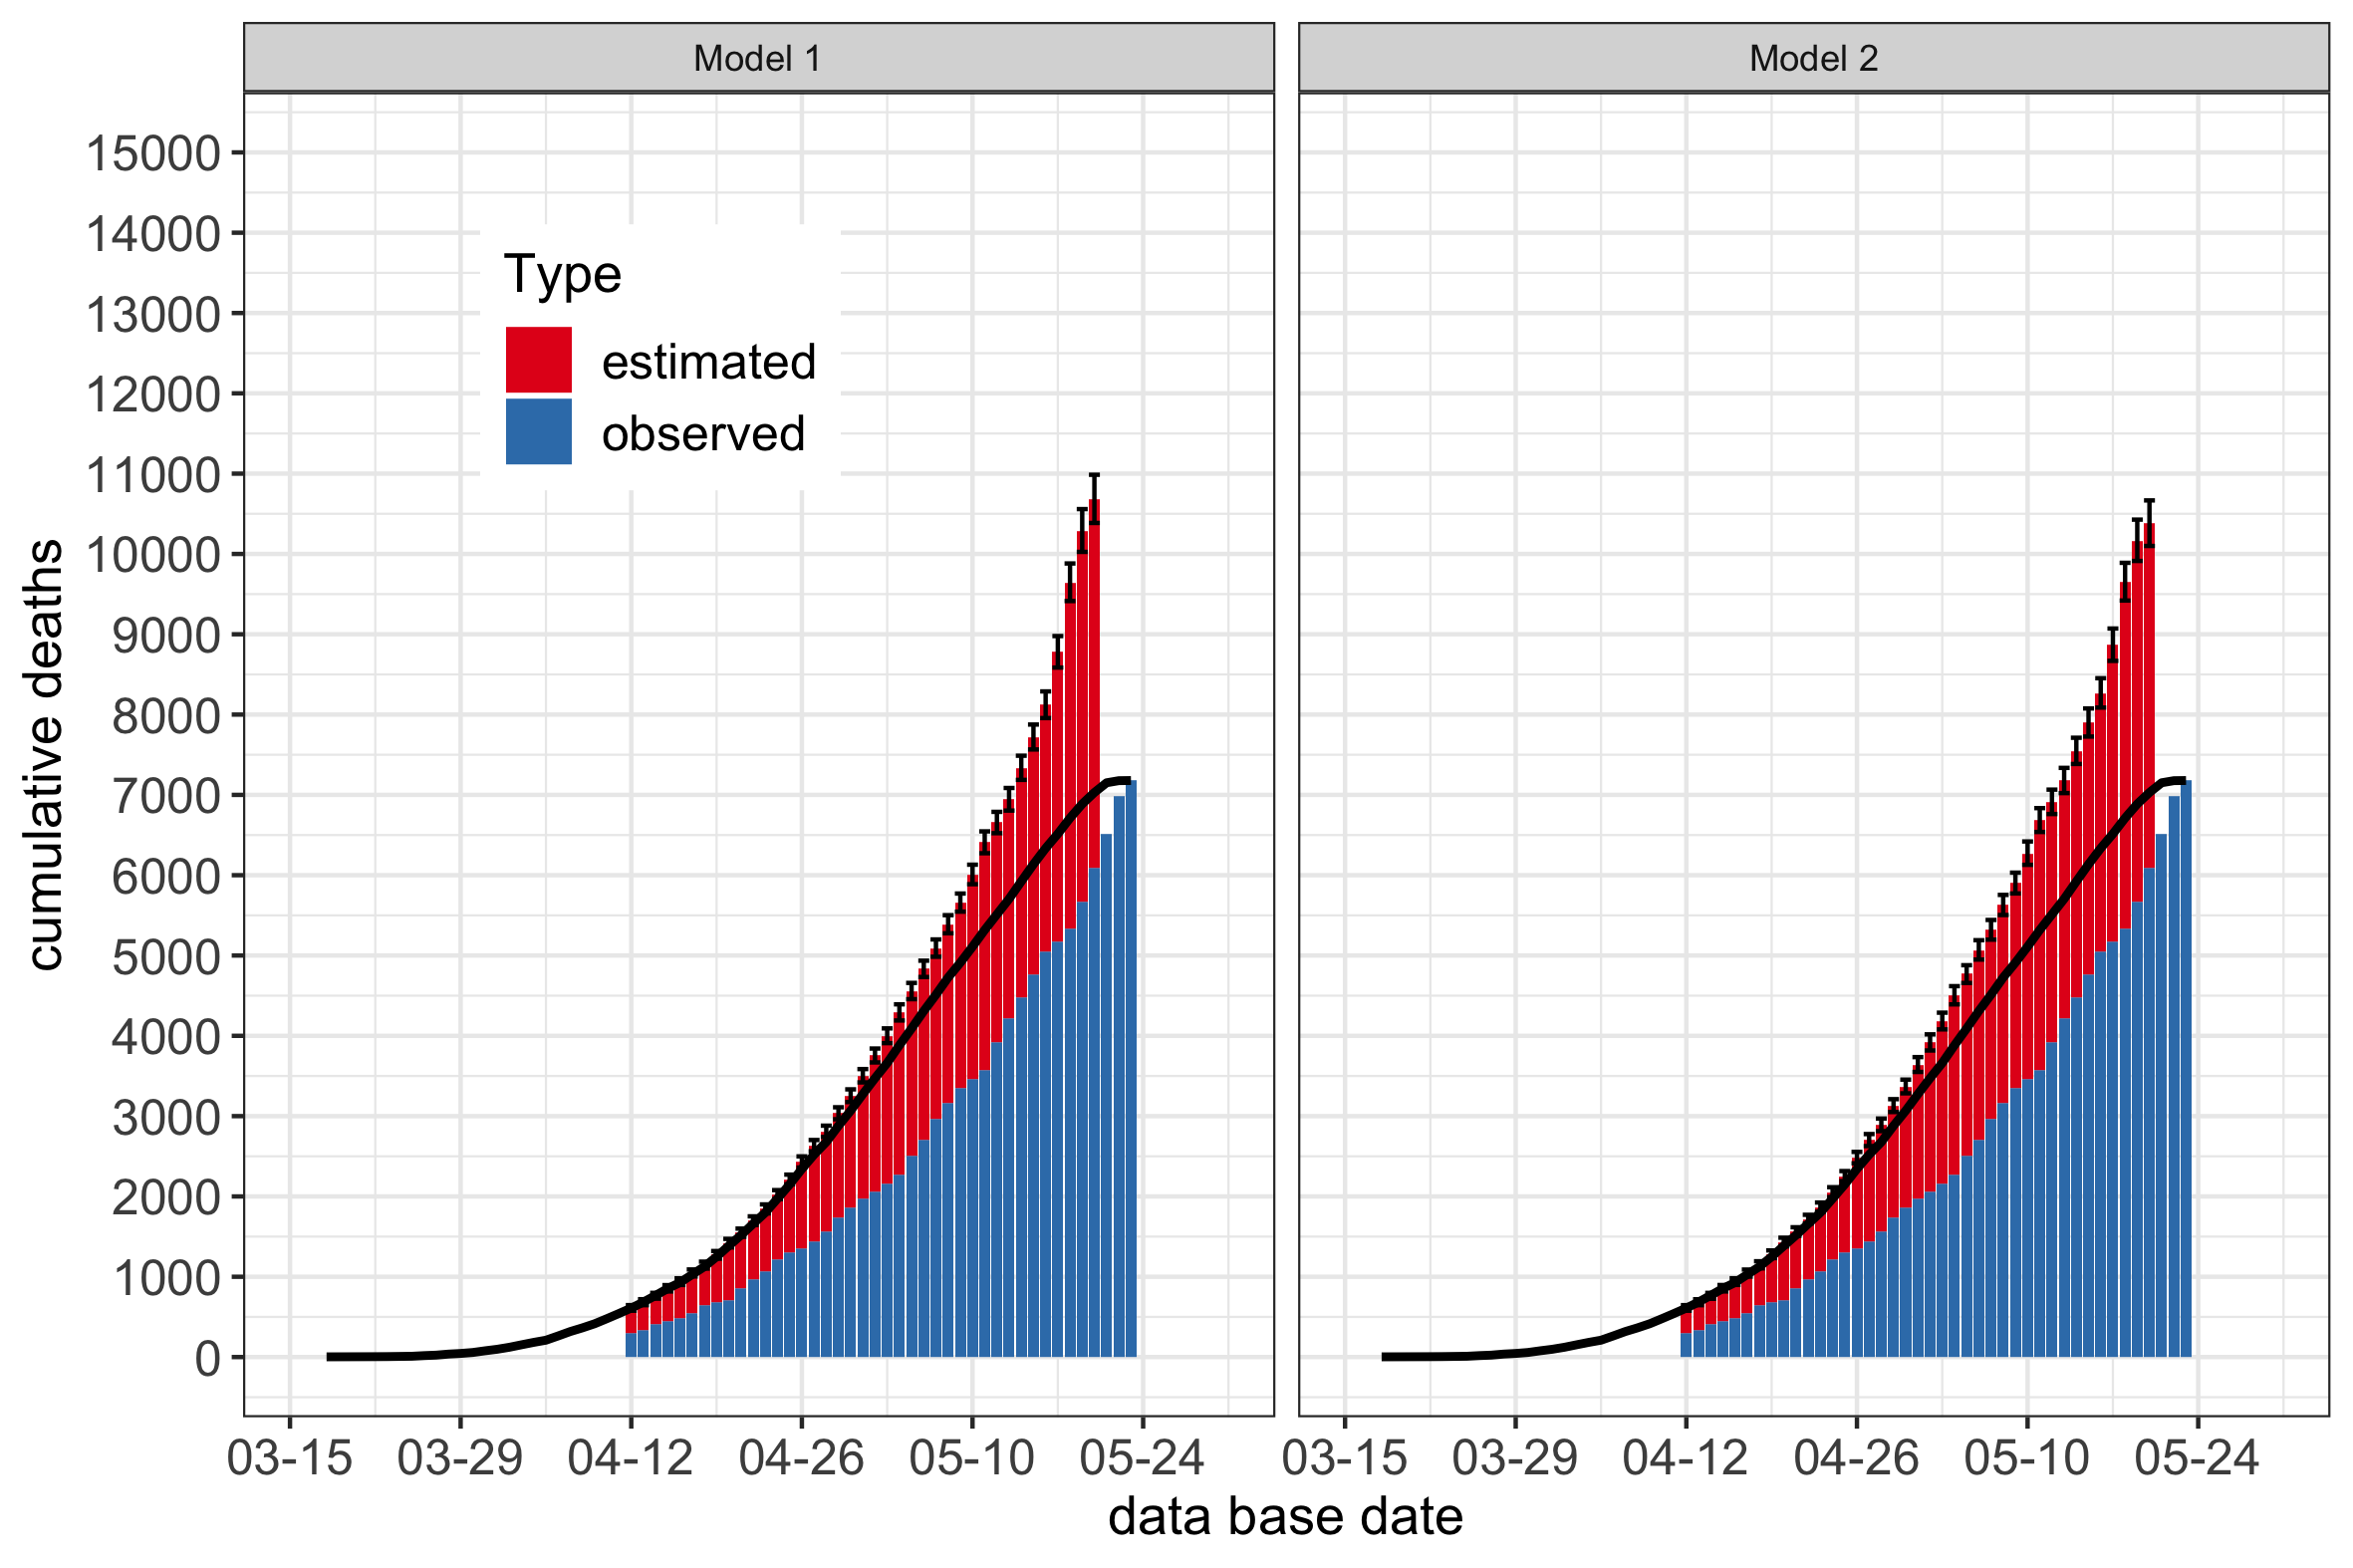 Model 1
Model 2
15000
14000
13000
12000
11000
10000
9000
8000
7000
6000
5000
4000
3000
2000
1000
0
cumulative deaths
Type
estimated
observed
03-15 03-29 04-12 04-26 05-10 05-24
03-15 03-29 04-12 04-26 05-10 05-24
data base date